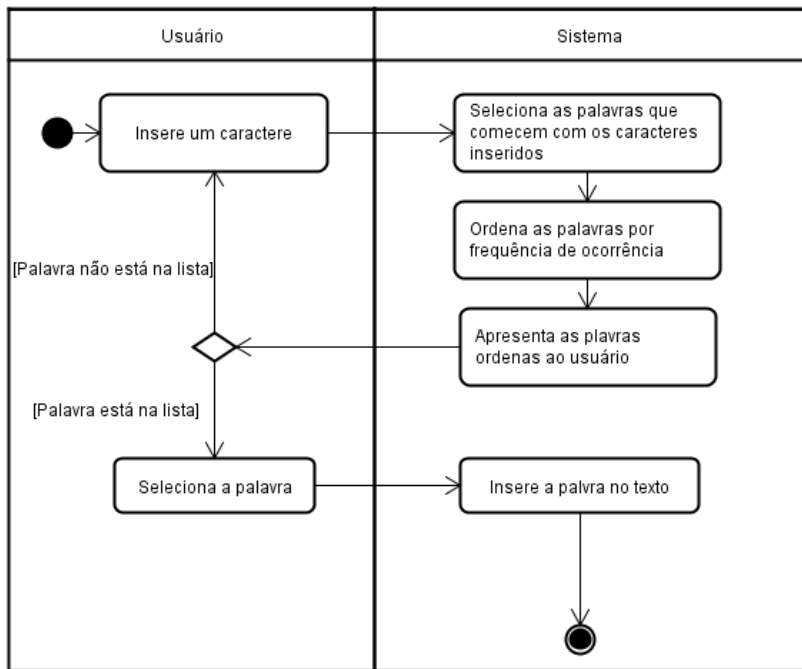 Usuário
Sistema
Insere um caractere
Seleciona as palavras que
comecem com os caracteres
inseridos
Ordena as palavras por
frequência de ocorrência
[Palavra não está na lista]
Apresenta as plavras
ordenas ao usuário
[Palavra está na lista]
Seleciona a palavra
Insere a palvra no texto